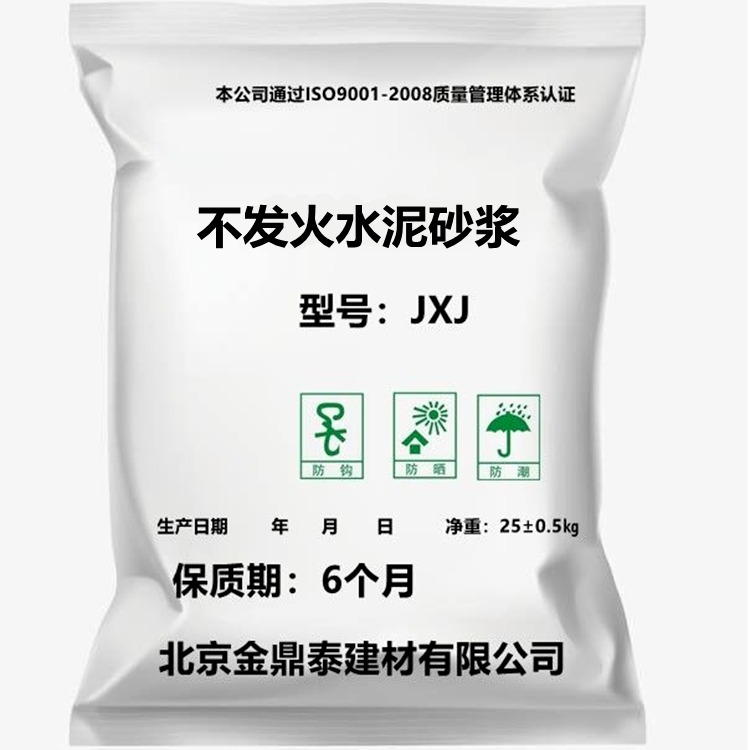 本公司通过ISO9001-2008质量管理体系认证
不发火水泥砂浆
型号：JXJ
防钩 防晒 防潮
生产日期 年 月 日 净重：25±0.5kg
保质期：6个月
北京金鼎泰建材有限公司